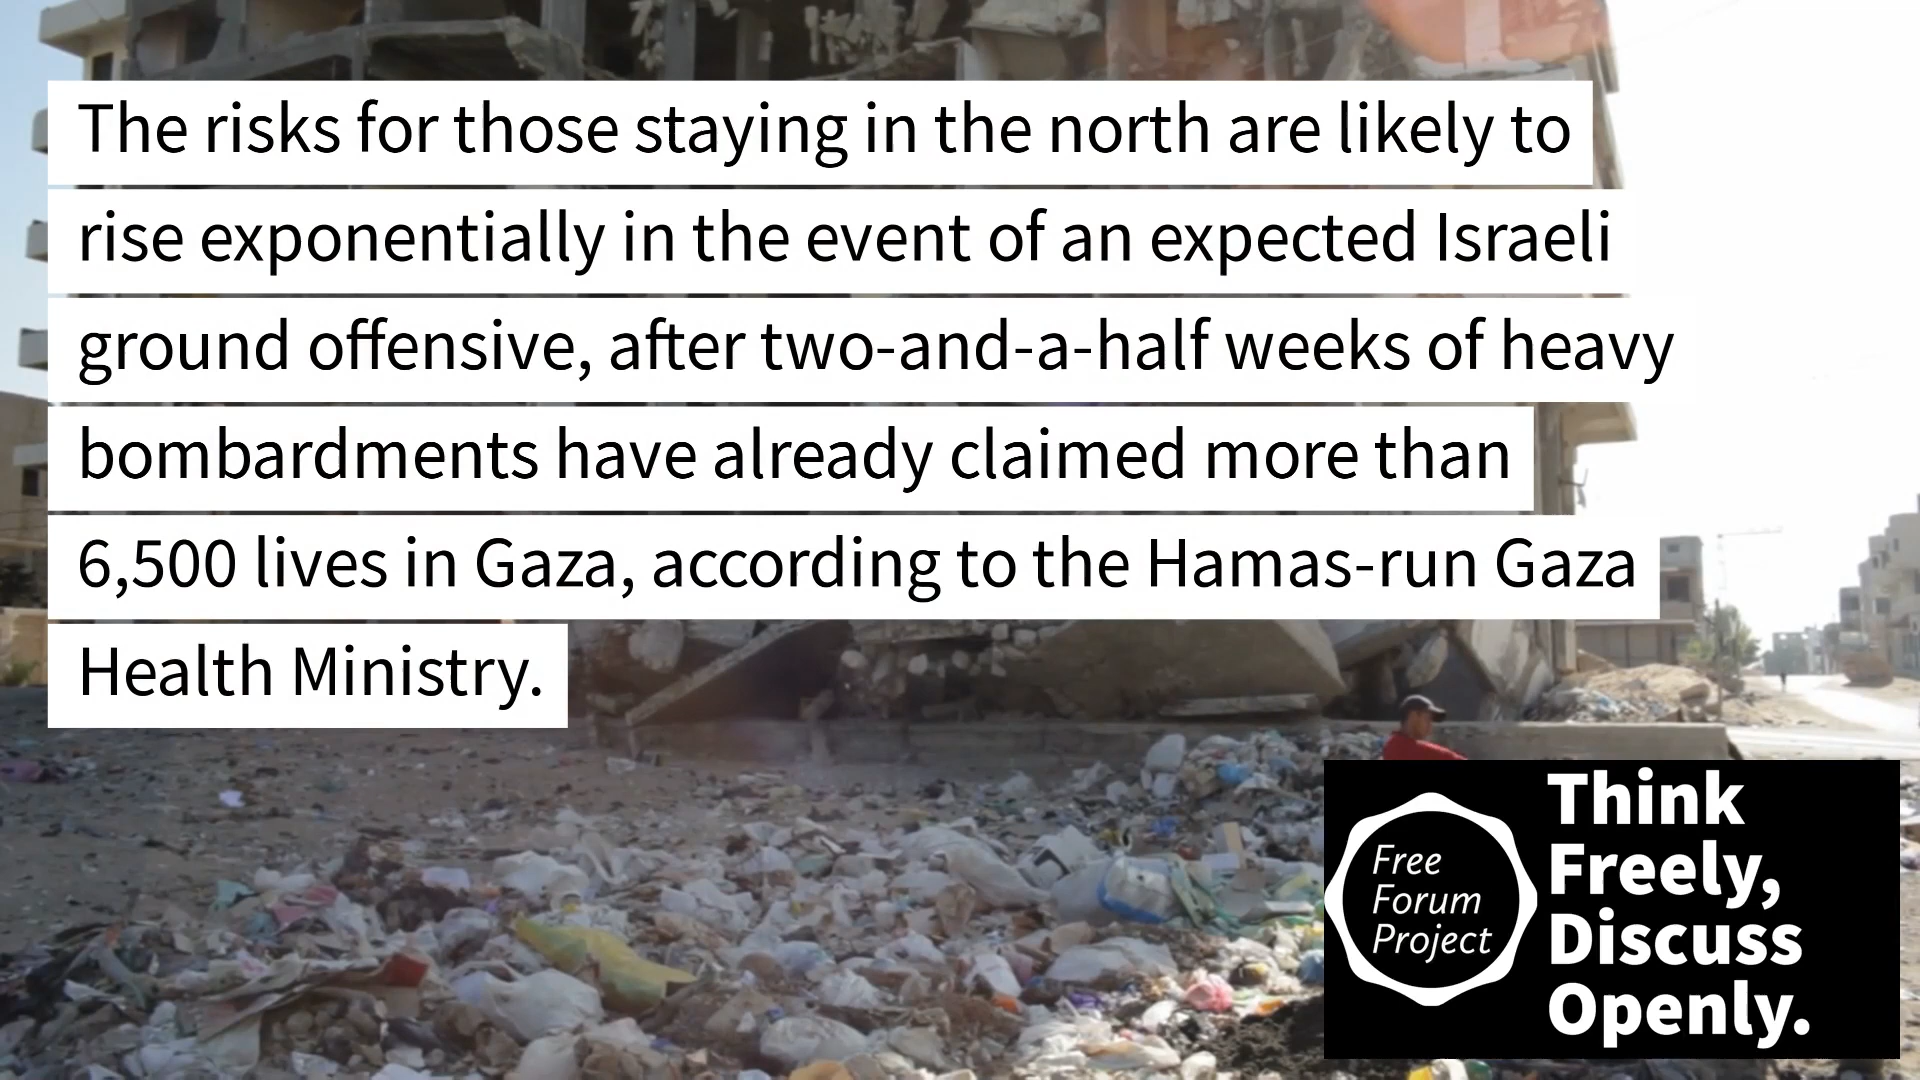 The risks for those staying in the north are likely to
rise exponentially in the event of an expected Israeli
ground offensive, after two-and-a-half weeks of heavy
bombardments have already claimed more than
6,500 lives in Gaza, according to the Hamas-run Gaza
Health Ministry.
Free
Forum
Project
Think
Freely,
Discuss
Openly.